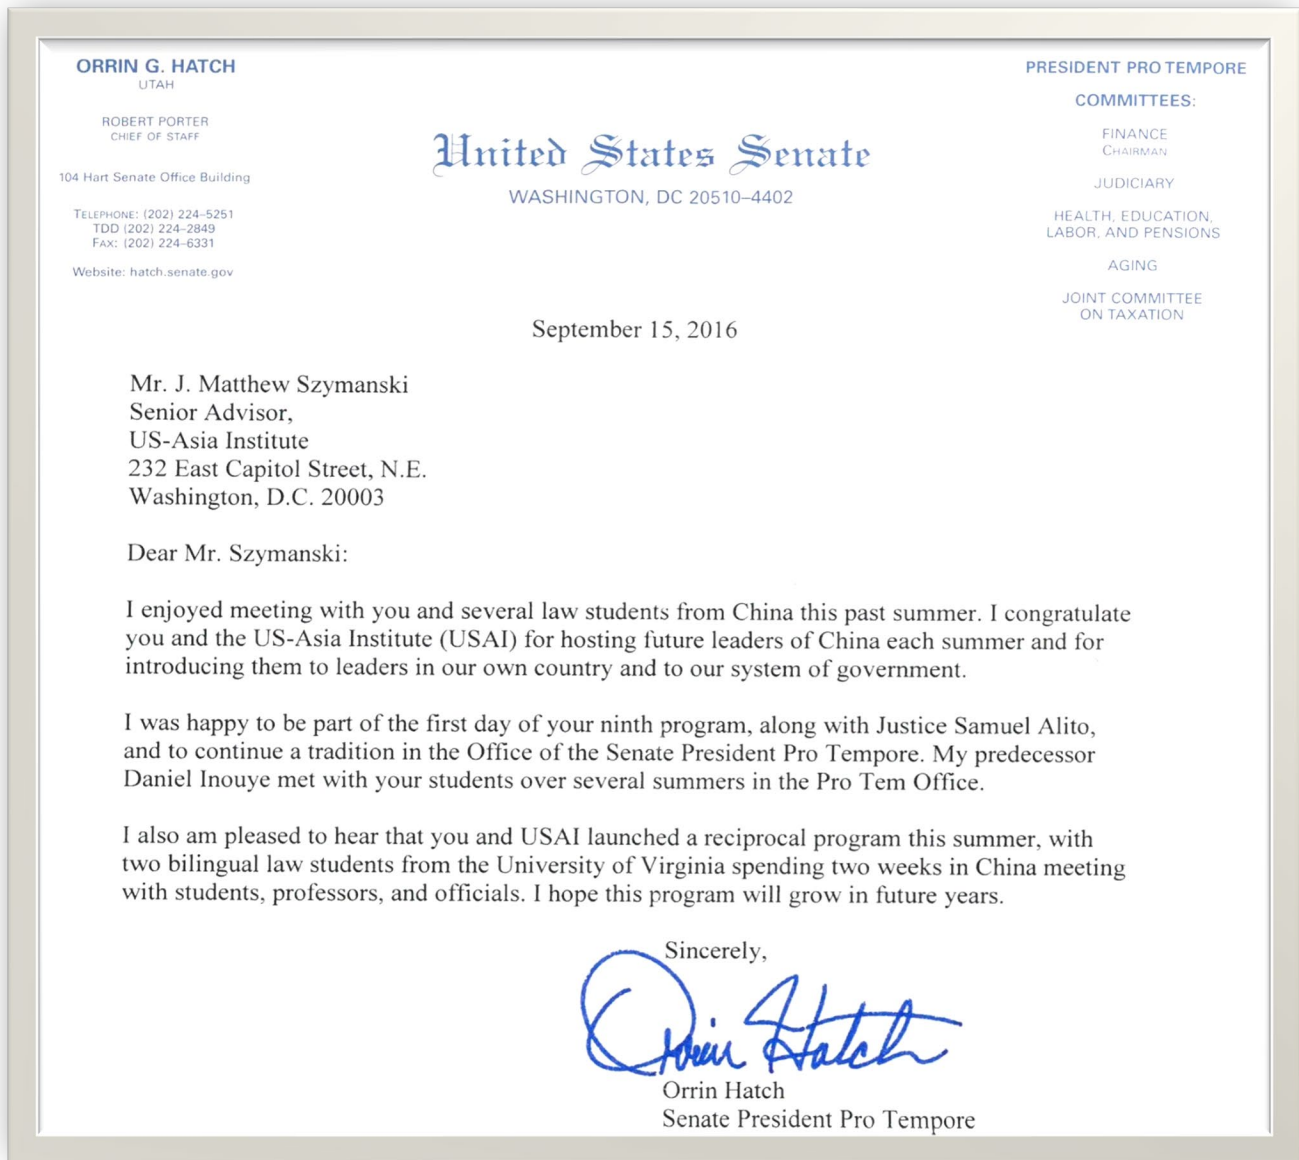 ORRIN G. HATCH
UTAH
ROBERT PORTER
CHIEF OF STAFF
104 Hart Senate Office Building
TELEPHONE: (202) 224–5251
TDD (202) 224–2849
FAX: (202) 224–6331
Website: hatch.senate.gov
United States Senate
WASHINGTON, DC 20510–4402
PRESIDENT PRO TEMPORE
COMMITTEES:
FINANCE
CHAIRMAN
JUDICIARY
HEALTH, EDUCATION,
LABOR, AND PENSIONS
AGING
JOINT COMMITTEE
ON TAXATION
September 15, 2016
Mr. J. Matthew Szymanski
Senior Advisor,
US-Asia Institute
232 East Capitol Street, N.E.
Washington, D.C. 20003
Dear Mr. Szymanski:
I enjoyed meeting with you and several law students from China this past summer. I congratulate
you and the US-Asia Institute (USAI) for hosting future leaders of China each summer and for
introducing them to leaders in our own country and to our system of government.
I was happy to be part of the first day of your ninth program, along with Justice Samuel Alito,
and to continue a tradition in the Office of the Senate President Pro Tempore. My predecessor
Daniel Inouye met with your students over several summers in the Pro Tem Office.
I also am pleased to hear that you and USAI launched a reciprocal program this summer, with
two bilingual law students from the University of Virginia spending two weeks in China meeting
with students, professors, and officials. I hope this program will grow in future years.
Sincerely,
Orrin Hatch
Orrin Hatch
Senate President Pro Tempore